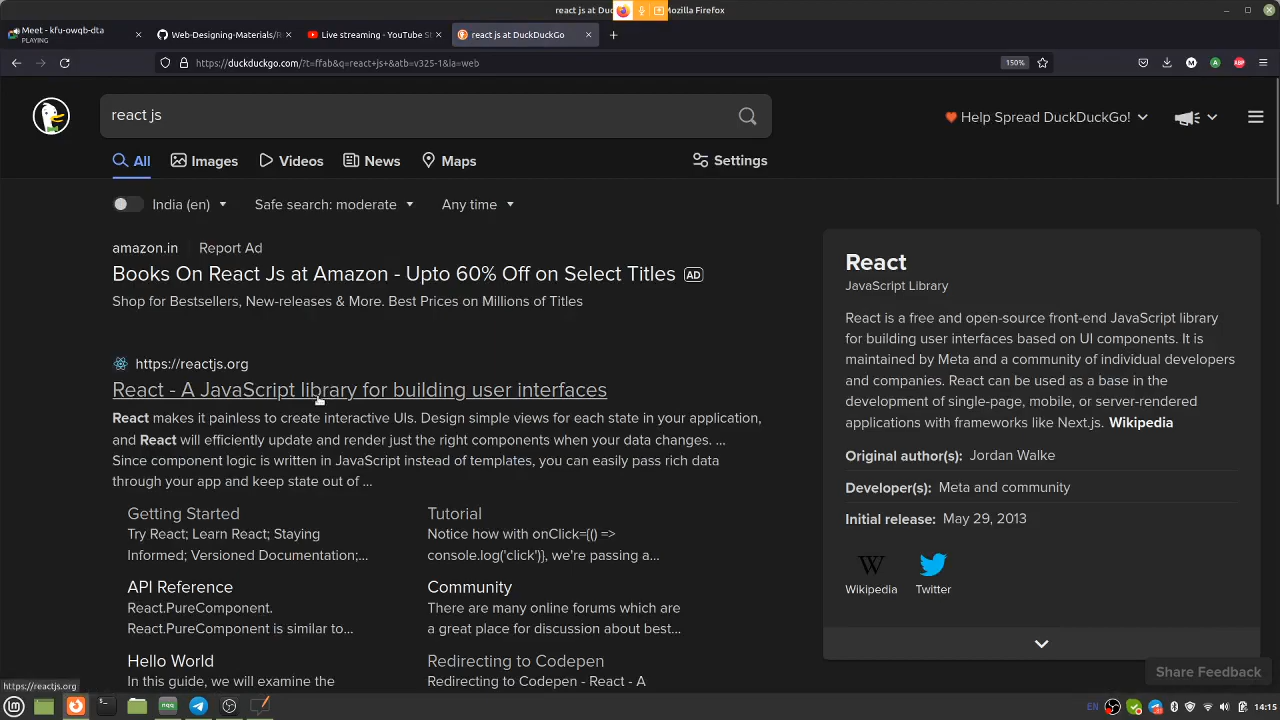 react js at Du
Mozilla Firefox
Meet - kfu-owqb-dta
PLAYING
Web-Designing-Materials/R
Live streaming - YouTube St
react js at DuckDuckGo
https://duckduckgo.com/?t=ffab&q=react+js+&atb=v325-1&ia=web
150%
react js
Help Spread DuckDuckGo!
All
Images
Videos
News
Maps
Settings
India (en)
Safe search: moderate
Any time
amazon.in
Report Ad
Books On React Js at Amazon - Upto 60% Off on Select Titles AD
Shop for Bestsellers, New-releases & More. Best Prices on Millions of Titles
https://reactjs.org
React - A JavaScript library for building user interfaces
React makes it painless to create interactive UIs. Design simple views for each state in your application,
and React will efficiently update and render just the right components when your data changes. ...
Since component logic is written in JavaScript instead of templates, you can easily pass rich data
through your app and keep state out of ...
Getting Started
Try React; Learn React; Staying
Informed; Versioned Documentation;...
Tutorial
Notice how with onClick={() =>
console.log('click')}, we're passing a...
API Reference
React.PureComponent.
React.PureComponent is similar to...
Community
There are many online forums which are
a great place for discussion about best...
Hello World
In this guide, we will examine the
Redirecting to Codepen
Redirecting to Codepen - React - A
React
JavaScript Library
React is a free and open-source front-end JavaScript library
for building user interfaces based on UI components. It is
maintained by Meta and a community of individual developers
and companies. React can be used as a base in the
development of single-page, mobile, or server-rendered
applications with frameworks like Next.js. Wikipedia
Original author(s): Jordan Walke
Developer(s): Meta and community
Initial release: May 29, 2013
W
Wikipedia
Twitter
Share Feedback
https://reactjs.org
nqq
EN
14:15